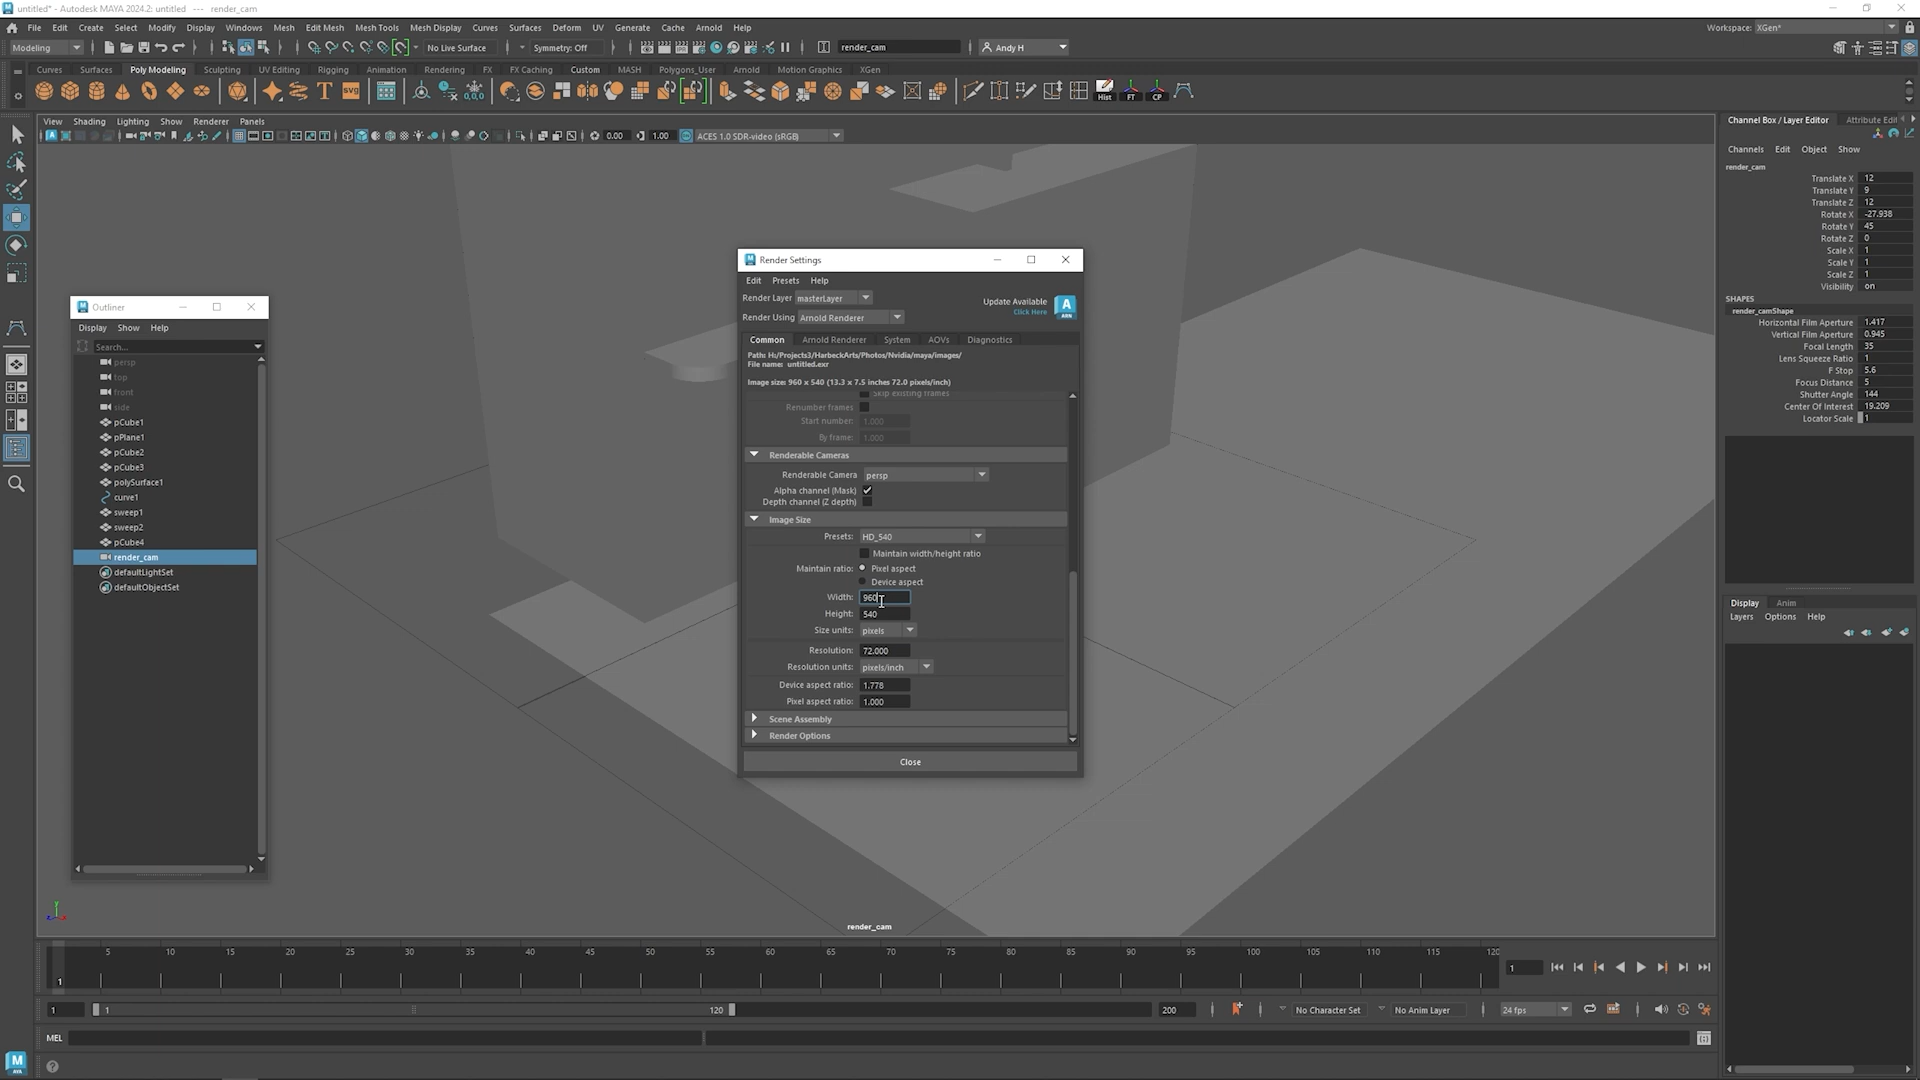 untitled* - Autodesk MAYA 2024.2: untitled --- render_cam
File Edit Create Select Modify Display Windows Mesh Edit Mesh Mesh Tools Mesh Display Curves Surfaces Deform UV Generate Cache Arnold Help
Workspace: XGen*
Modeling No Live Surface Symmetry: Off render_cam Andy H
Curves Surfaces Poly Modeling Sculpting UV Editing Rigging Animation Rendering FX FX Caching Custom MASH Polygons_User Arnold Motion Graphics XGen
SVG 0,0,0 Hist FT CP
View Shading Lighting Show Renderer Panels
0.00 1.00 ACES 1.0 SDR-video (sRGB)
Channel Box / Layer Editor Attribute Edit
Channels Edit Object Show
render_cam
Translate X 12
Translate Y 9
Translate Z 12
Rotate X -27.938
Rotate Y 45
Rotate Z 0
Scale X 1
Scale Y 1
Scale Z 1
Visibility on
SHAPES
render_camShape
Horizontal Film Aperture 1.417
Vertical Film Aperture 0.945
Focal Length 35
Lens Squeeze Ratio 1
F Stop 5.6
Focus Distance 5
Shutter Angle 144
Center Of Interest 19.209
Locator Scale 1
Display Anim
Layers Options Help
Outliner
Display Show Help
Search...
persp
top
front
side
pCube1
pPlane1
pCube2
pCube3
polySurface1
curve1
sweep1
sweep2
pCube4
render_cam
defaultLightSet
defaultObjectSet
Render Settings
Edit Presets Help
Render Layer masterLayer
Update Available
Click Here
Render Using Arnold Renderer
Common Arnold Renderer System AOVs Diagnostics
Path: H:/Projects3/HarbeckArts/Photos/Nvidia/maya/images/
File name: untitled.exr
Image size: 960 x 540 (13.3 x 7.5 inches 72.0 pixels/inch)
Skip existing frames
Renumber frames
Start number: 1.000
By frame: 1.000
Renderable Cameras
Renderable Camera persp
Alpha channel (Mask)
Depth channel (Z depth)
Image Size
Presets: HD_540
Maintain width/height ratio
Maintain ratio: Pixel aspect
Device aspect
Width: 960
Height: 540
Size units: pixels
Resolution: 72.000
Resolution units: pixels/inch
Device aspect ratio: 1.778
Pixel aspect ratio: 1.000
Scene Assembly
Render Options
Close
render_cam
5 10 15 20 25 30 35 40 45 50 55 60 65 70 75 80 85 90 95 100 105 110 115 120
1 1
1 1 120 200 No Character Set No Anim Layer 24 fps
MEL